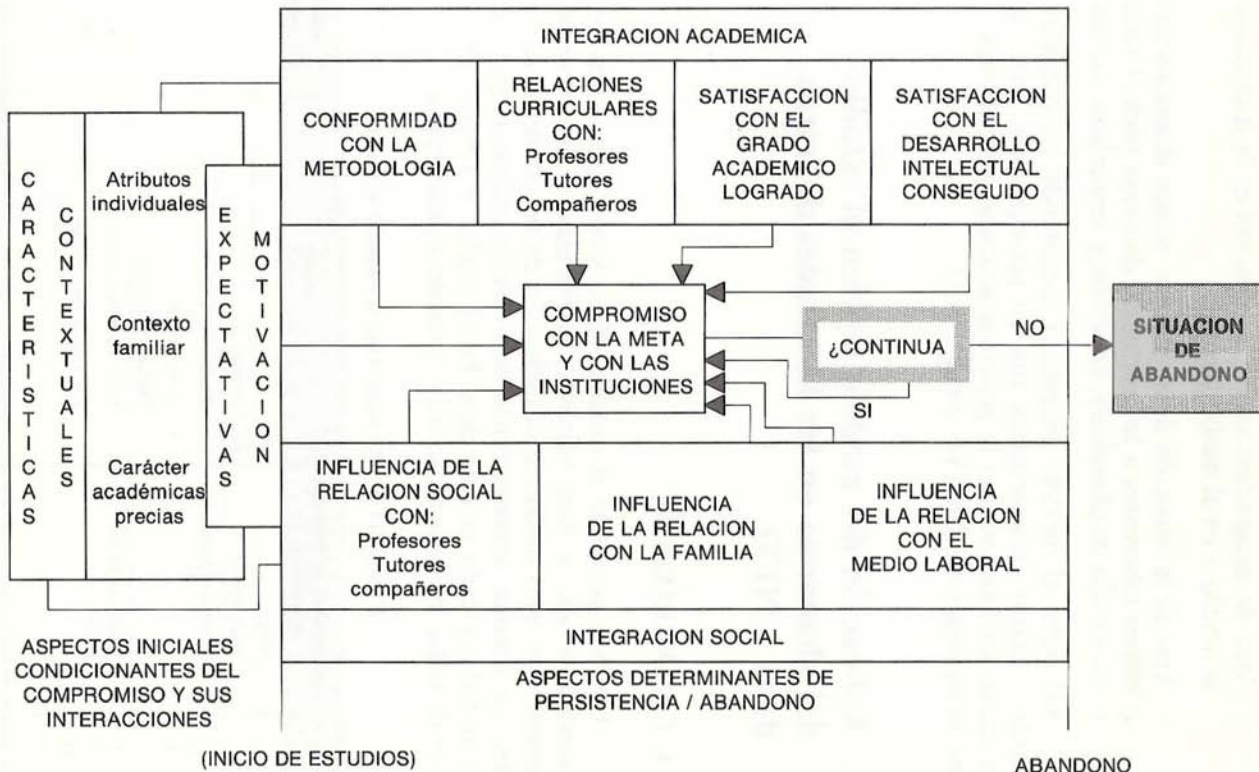 INTEGRACION ACADEMICA
CONFORMIDAD
CON LA
METODOLOGIA
RELACIONES
CURRICULARES
CON:
Profesores
Tutores
Compañeros
SATISFACCION
CON EL
GRADO
ACADEMICO
LOGRADO
SATISFACCION
CON EL
DESARROLLO
INTELECTUAL
CONSEGUIDO
CARACTERISTICAS
CONTEXTUALES
Atributos
individuales
Contexto
familiar
Carácter
académicas
precias
EXPECTATIVAS
MOTIVACION
COMPROMISO
CON LA META
Y CON LAS
INSTITUCIONES
¿CONTINUA
NO
SI
SITUACION
DE
ABANDONO
INFLUENCIA DE LA
RELACION SOCIAL
CON:
Profesores
Tutores
compañeros
INFLUENCIA
DE LA RELACION
CON LA FAMILIA
INFLUENCIA
DE LA RELACION
CON EL
MEDIO LABORAL
INTEGRACION SOCIAL
ASPECTOS INICIALES
CONDICIONANTES DEL
COMPROMISO Y SUS
INTERACCIONES
ASPECTOS DETERMINANTES DE
PERSISTENCIA / ABANDONO
(INICIO DE ESTUDIOS)
ABANDONO